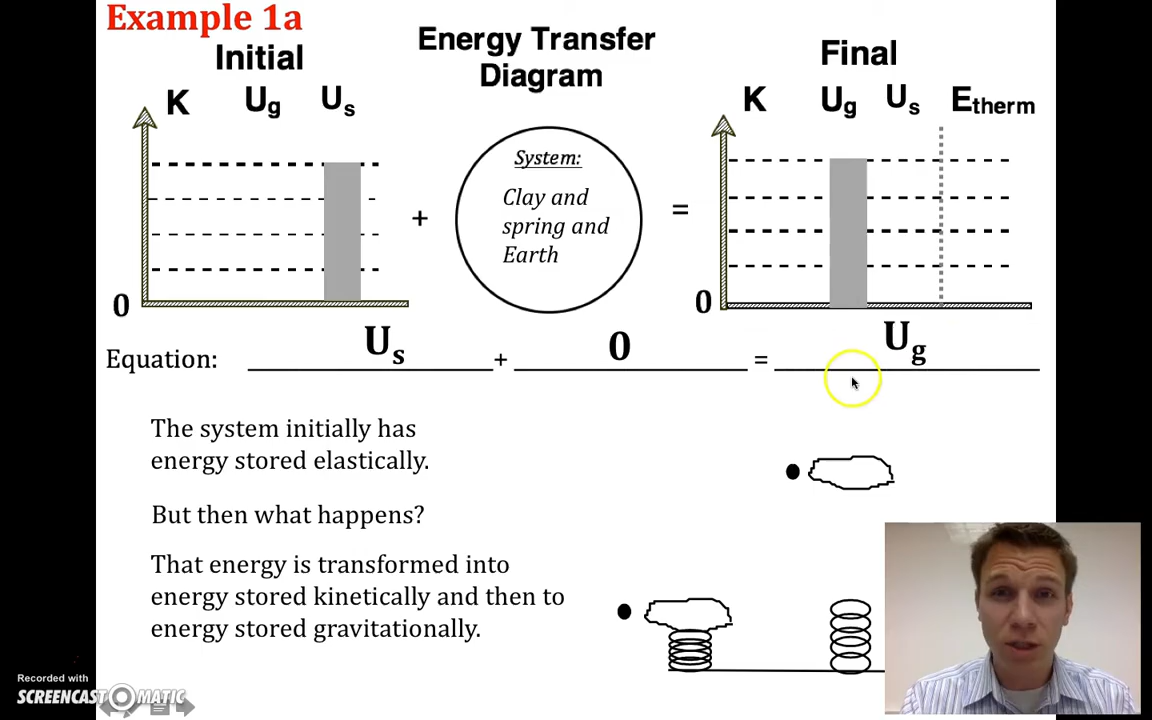 Example 1a
Initial
Energy Transfer
Diagram
Final
K Ug Us
K Ug Us Etherm
System:
Clay and
spring and
Earth
+
=
0
0
Equation: Us + 0 = Ug
The system initially has
energy stored elastically.
But then what happens?
That energy is transformed into
energy stored kinetically and then to
energy stored gravitationally.
Recorded with
SCREENCAST-O-MATIC